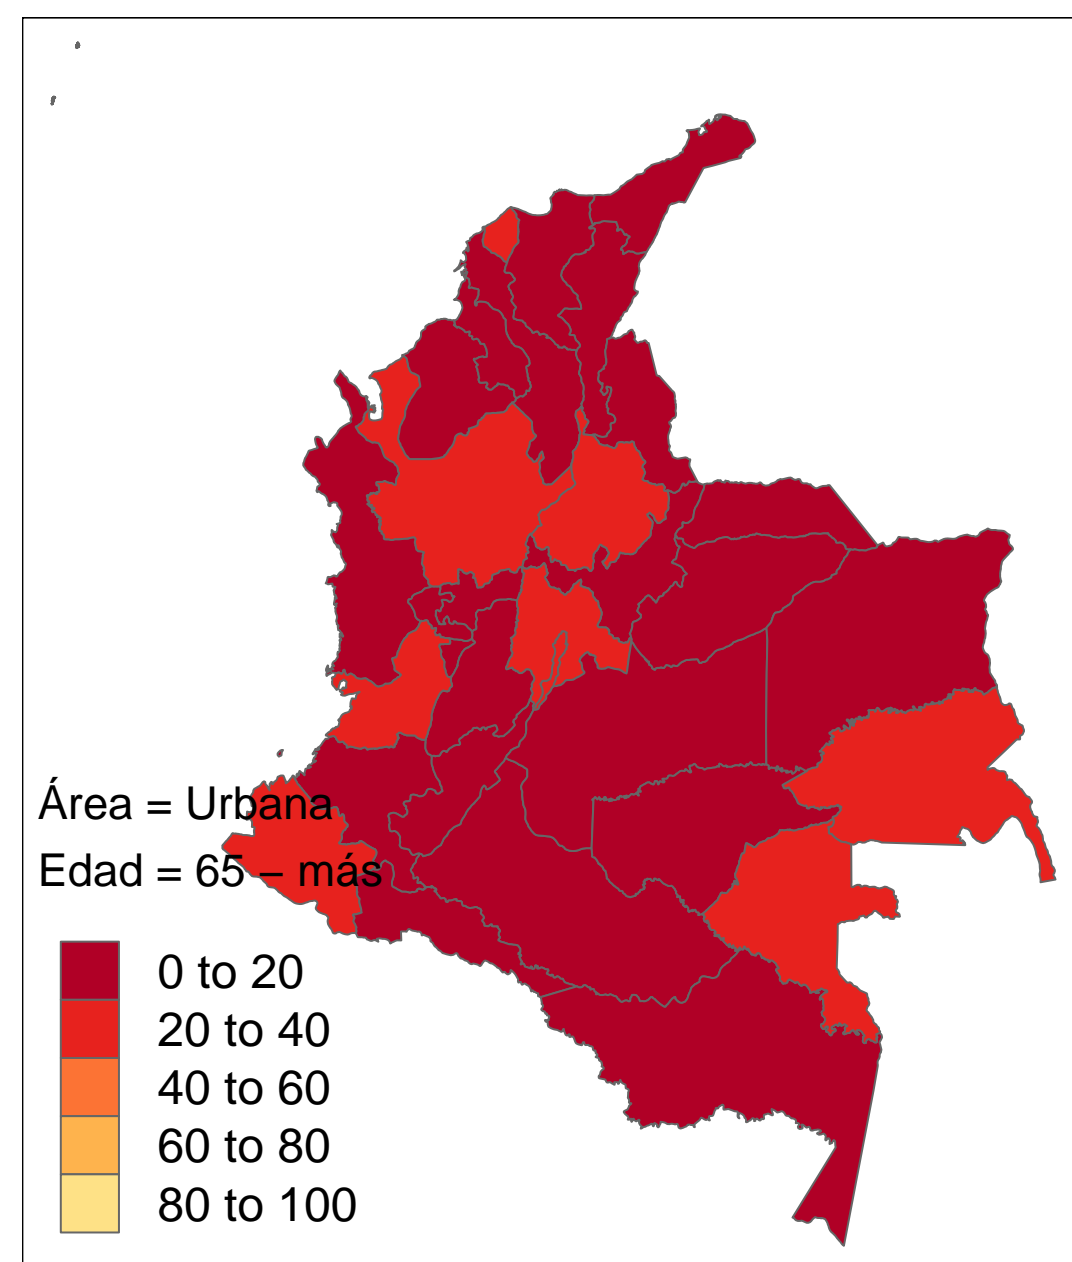 Área = Urbana
Edad = 65 – más
0 to 20
20 to 40
40 to 60
60 to 80
80 to 100